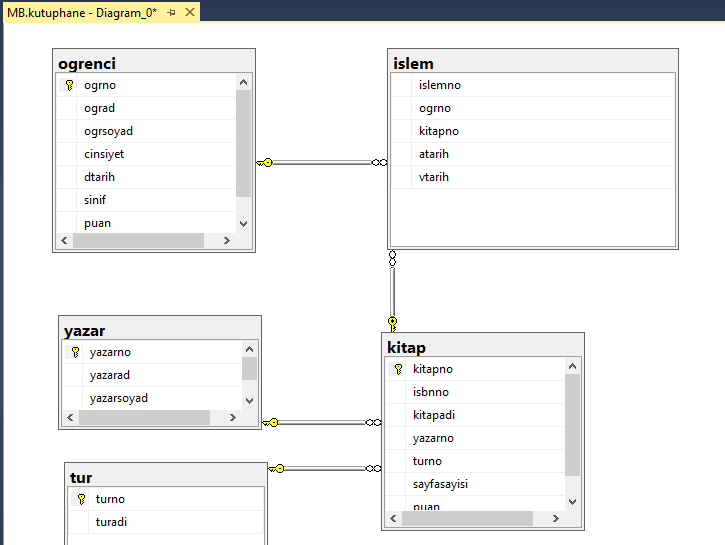 MB.kutuphane - Diagram_0*
ogrenci
ogrno
ograd
ogrsoyad
cinsiyet
dtarih
sinif
puan
islem
islemno
ogrno
kitapno
atarih
vtarih
yazar
yazarno
yazarad
yazarsoyad
kitap
kitapno
isbnno
kitapadi
yazarno
turno
sayfasayisi
puan
tur
turno
turadi